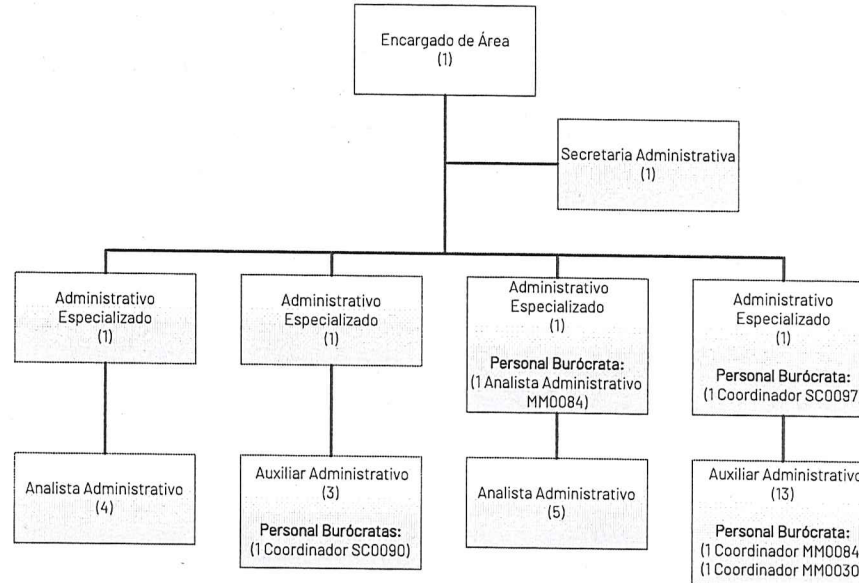 Encargado de Área
(1)
Secretaria Administrativa
(1)
Administrativo
Especializado
(1)
Administrativo
Especializado
(1)
Administrativo
Especializado
(1)
Personal Burócrata:
(1 Analista Administrativo
MM0084)
Administrativo
Especializado
(1)
Personal Burócrata:
(1 Coordinador SC0097
Analista Administrativo
(4)
Auxiliar Administrativo
(3)
Personal Burócratas:
(1 Coordinador SC0090)
Analista Administrativo
(5)
Auxiliar Administrativo
(13)
Personal Burócrata:
(1 Coordinador MM0084
(1 Coordinador MM0030